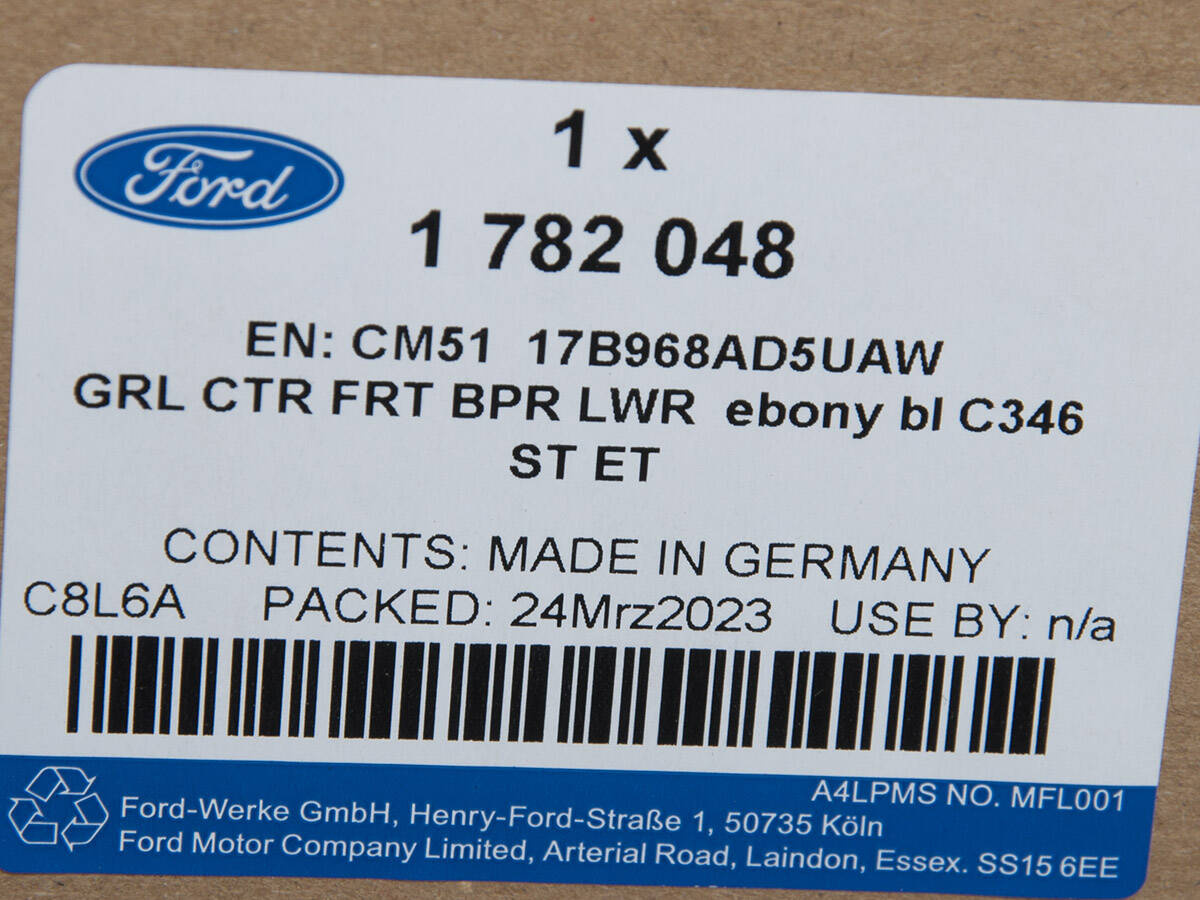 Ford
1 x
1 782 048
EN: CM51 17B968AD5UAW
GRL CTR FRT BPR LWR ebony bl C346
ST ET
CONTENTS: MADE IN GERMANY
C8L6A PACKED: 24Mrz2023 USE BY: n/a
A4LPMS NO. MFL001
Ford-Werke GmbH, Henry-Ford-Straße 1, 50735 Köln
Ford Motor Company Limited, Arterial Road, Laindon, Essex. SS15 6EE